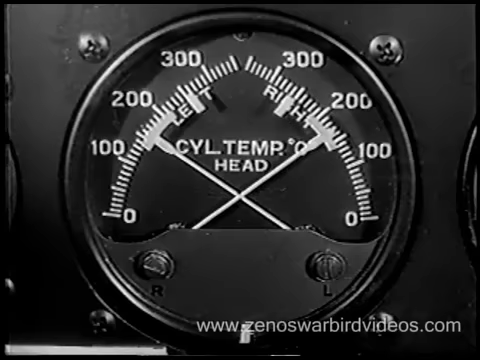 300 300
LEFT RIGHT
200 200
CYL. TEMP. °C
HEAD
100 100
0 0
R L
www.zenoswarbirdvideos.com